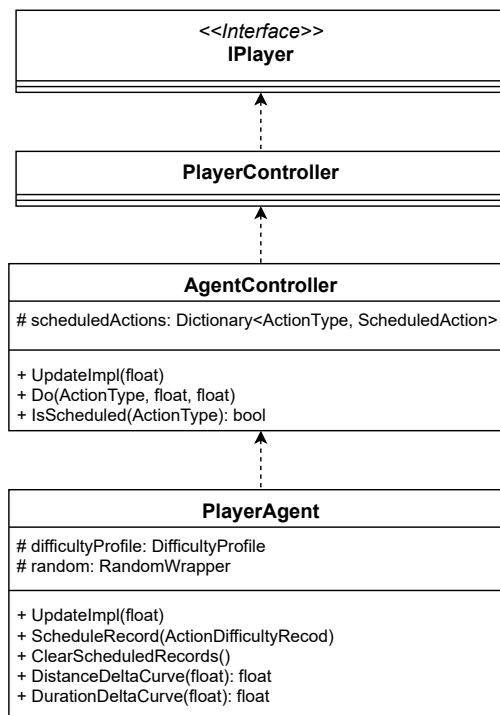 <<Interface>>
IPlayer
PlayerController
AgentController
# scheduledActions: Dictionary<ActionType, ScheduledAction>
+ UpdateImpl(float)
+ Do(ActionType, float, float)
+ IsScheduled(ActionType): bool
PlayerAgent
# difficultyProfile: DifficultyProfile
# random: RandomWrapper
+ UpdateImpl(float)
+ ScheduleRecord(ActionDifficultyRecod)
+ ClearScheduledRecords()
+ DistanceDeltaCurve(float): float
+ DurationDeltaCurve(float): float